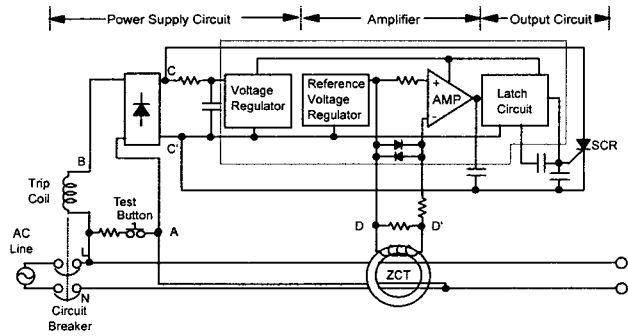 Power Supply Circuit
Amplifier
Output Circuit
C
Voltage
Regulator
Reference
Voltage
Regulator
+
AMP
-
Latch
Circuit
C'
SCR
B
Trip
Coil
Test
Button
A
D
D'
AC
Line
L
ZCT
N
Circuit
Breaker